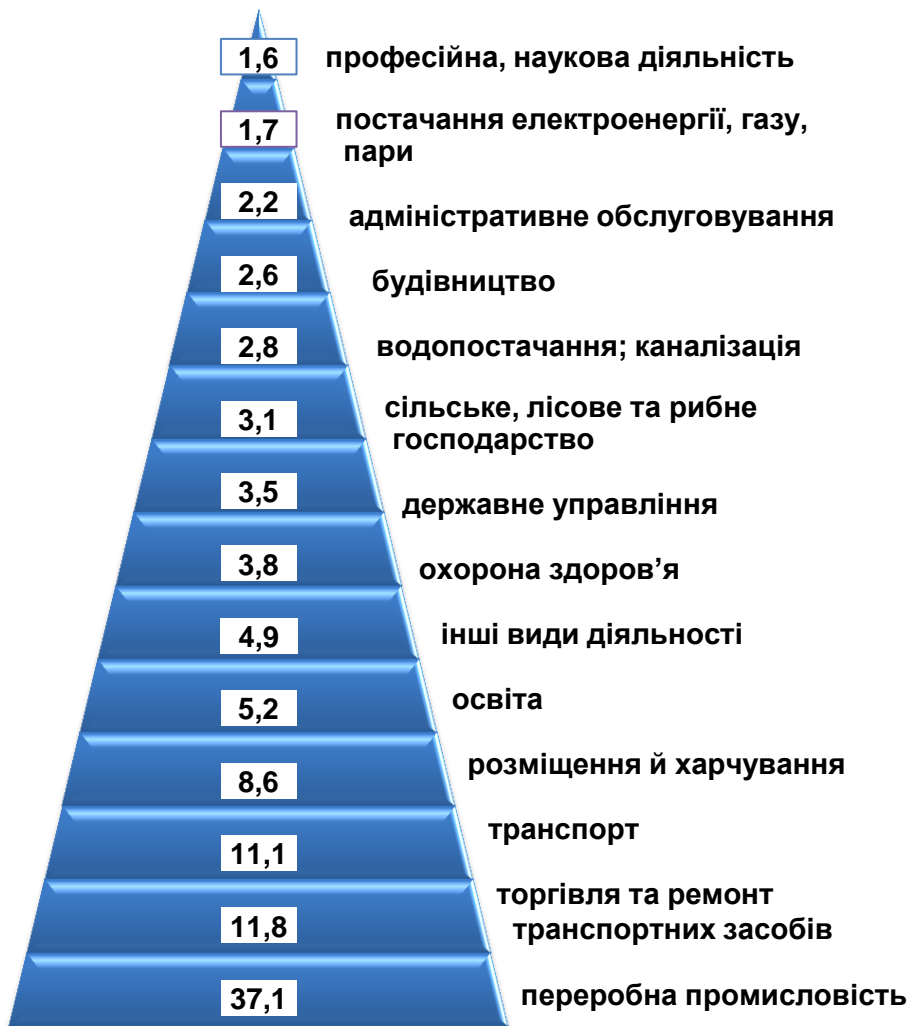 1,6 професійна, наукова діяльність
1,7 постачання електроенергії, газу,
пари
2,2 адміністративне обслуговування
2,6 будівництво
2,8 водопостачання; каналізація
3,1 сільське, лісове та рибне
господарство
3,5 державне управління
3,8 охорона здоров’я
4,9 інші види діяльності
5,2 освіта
8,6 розміщення й харчування
11,1 транспорт
11,8 торгівля та ремонт
транспортних засобів
37,1 переробна промисловість